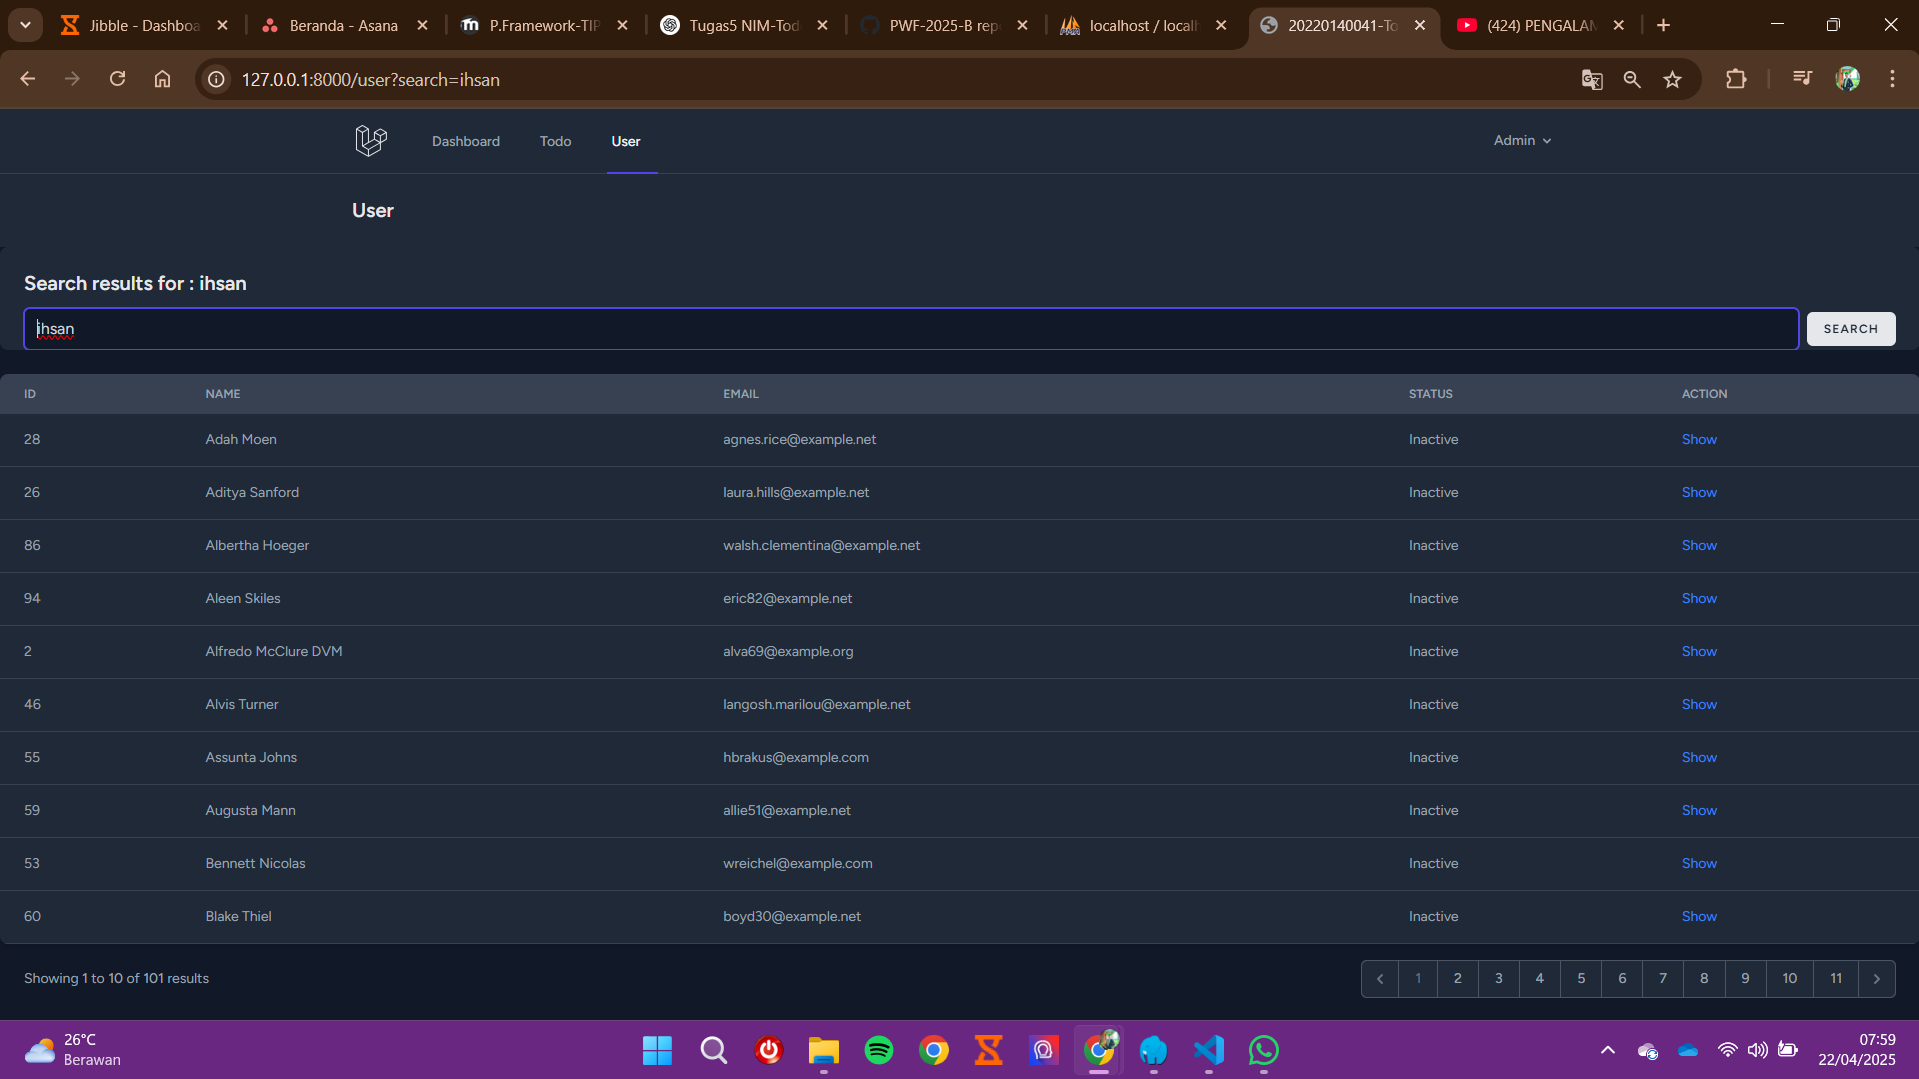 Jibble - Dashboa
Beranda - Asana
P.Framework-TIP
Tugas5 NIM-Tod
PWF-2025-B rep
localhost / localh
20220140041-To
(424) PENGALAM
127.0.0.1:8000/user?search=ihsan
Dashboard Todo User Admin
User
Search results for : ihsan
ihsan SEARCH
ID NAME EMAIL STATUS ACTION
28 Adah Moen agnes.rice@example.net Inactive Show
26 Aditya Sanford laura.hills@example.net Inactive Show
86 Albertha Hoeger walsh.clementina@example.net Inactive Show
94 Aleen Skiles eric82@example.net Inactive Show
2 Alfredo McClure DVM alva69@example.org Inactive Show
46 Alvis Turner langosh.marilou@example.net Inactive Show
55 Assunta Johns hbrakus@example.com Inactive Show
59 Augusta Mann allie51@example.net Inactive Show
53 Bennett Nicolas wreichel@example.com Inactive Show
60 Blake Thiel boyd30@example.net Inactive Show
Showing 1 to 10 of 101 results 1 2 3 4 5 6 7 8 9 10 11
26°C
Berawan
07:59
22/04/2025